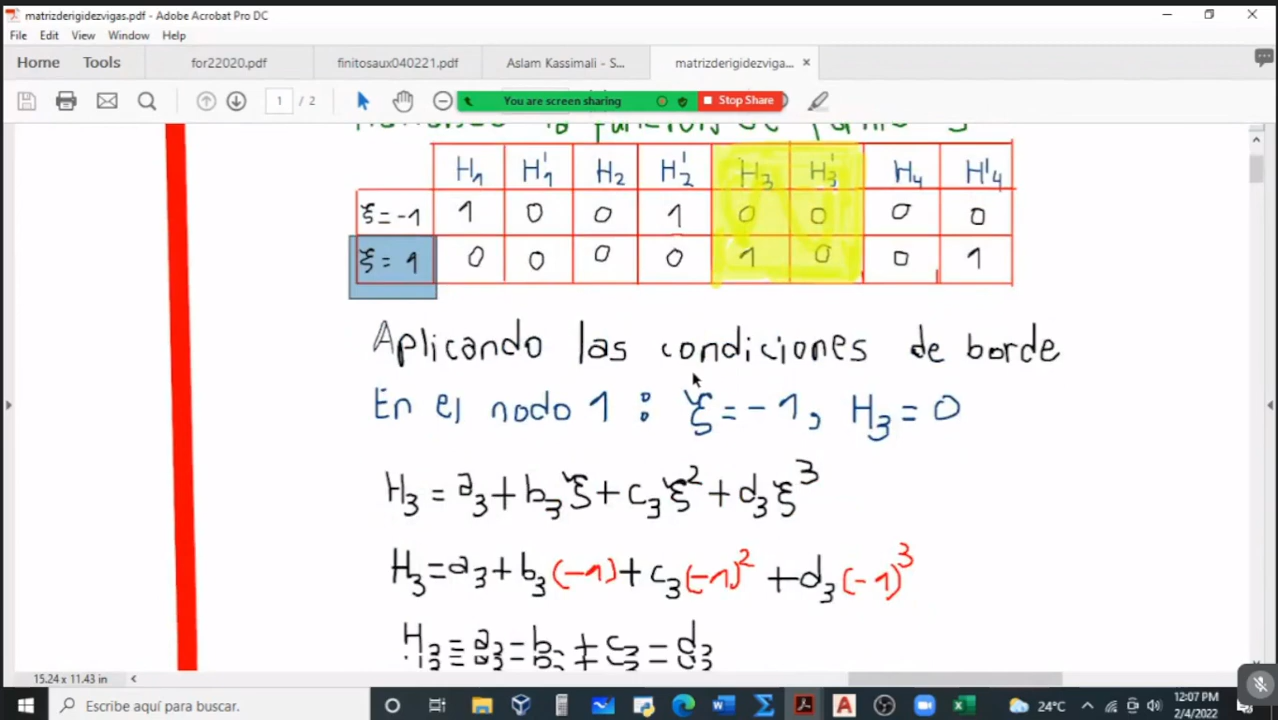 matrizderigidezvigas.pdf - Adobe Acrobat Pro DC
File Edit View Window Help
Home Tools for22020.pdf finitosaux040221.pdf Aslam Kassimali - S... matrizderigidezviga... ×
1 / 2 You are screen sharing Stop Share
H₁ H'₁ H₂ H'₂ H₃ H'₃ H₄ H'₄
ξ = -1 1 0 0 1 0 0 0 0
ξ = 1 0 0 0 0 1 0 0 1
Aplicando las condiciones de borde
En el nodo 1 : ξ = -1, H₃ = 0
H₃ = a₃ + b₃ξ + c₃ξ² + d₃ξ³
H₃ = a₃ + b₃(-1) + c₃(-1)² + d₃(-1)³
15.24 x 11.43 in
Escribe aquí para buscar. 24°C 12:07 PM
2/4/2022